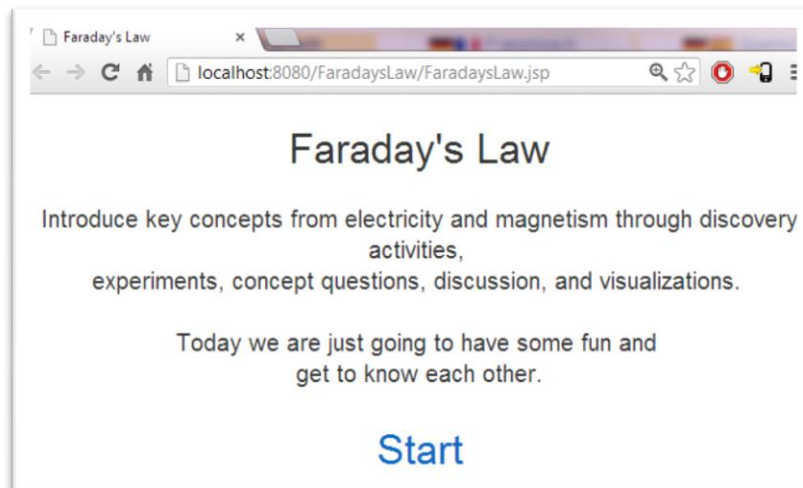 Faraday's Law
localhost:8080/FaradaysLaw/FaradaysLaw.jsp
Faraday's Law
Introduce key concepts from electricity and magnetism through discovery
activities,
experiments, concept questions, discussion, and visualizations.
Today we are just going to have some fun and
get to know each other.
Start